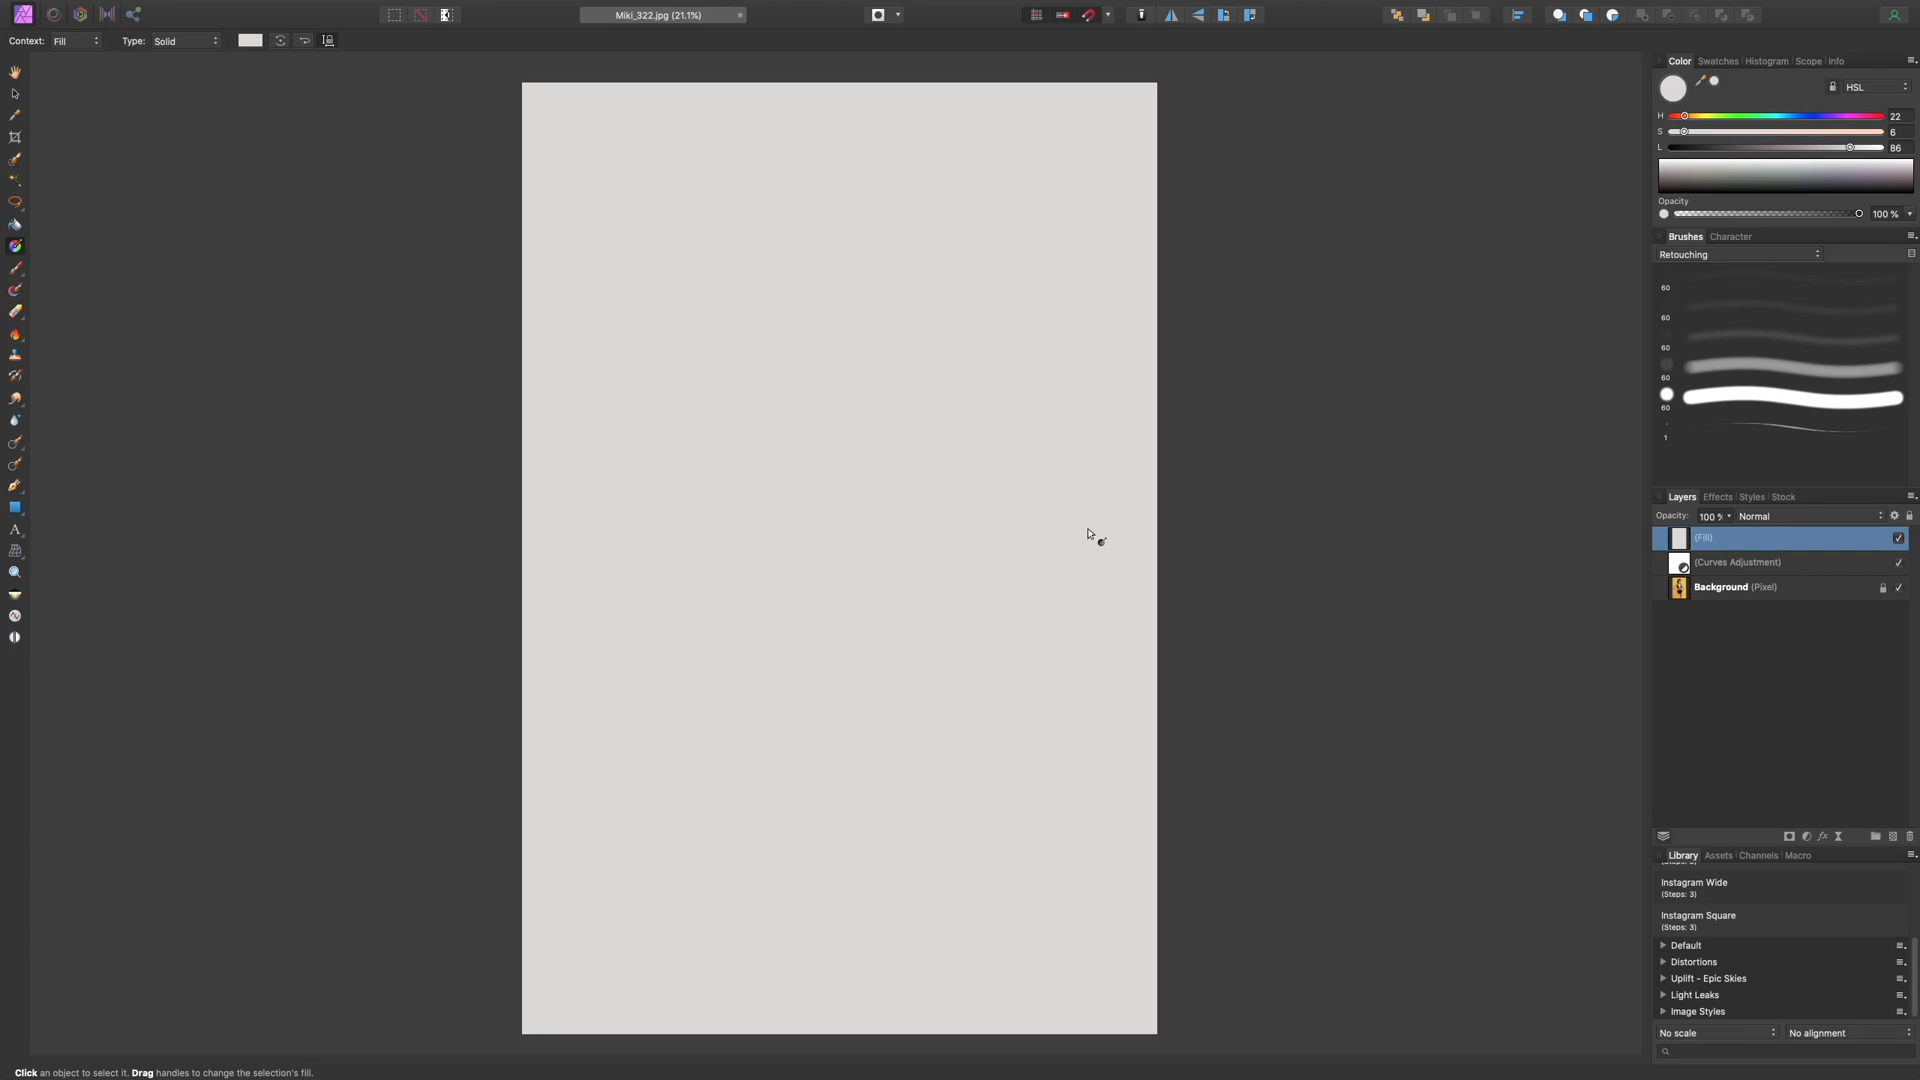 Miki_322.jpg (21.1%)
Context: Fill Type: Solid
Color Swatches Histogram Scope Info
HSL
H 22
S 6
L 86
Opacity
100 %
Brushes Character
Retouching
60
60
60
60
60
1
Layers Effects Styles Stock
Opacity: 100 % Normal
(Fill)
(Curves Adjustment)
Background (Pixel)
Library Assets Channels Macro
Instagram Wide
(Steps: 3)
Instagram Square
(Steps: 3)
Default
Distortions
Uplift - Epic Skies
Light Leaks
Image Styles
No scale No alignment
Click an object to select it. Drag handles to change the selection's fill.